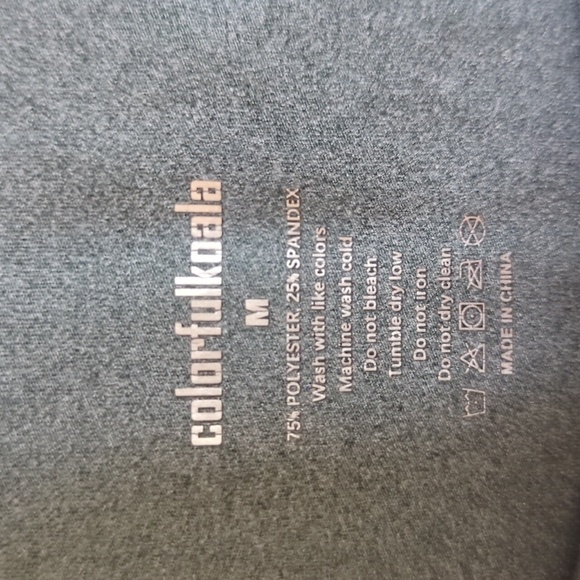 colorfulkoala
M
75% POLYESTER, 25% SPANDEX
Wash with like colors
Machine wash cold
Do not bleach
Tumble dry low
Do not iron
Do not dry clean
MADE IN CHINA